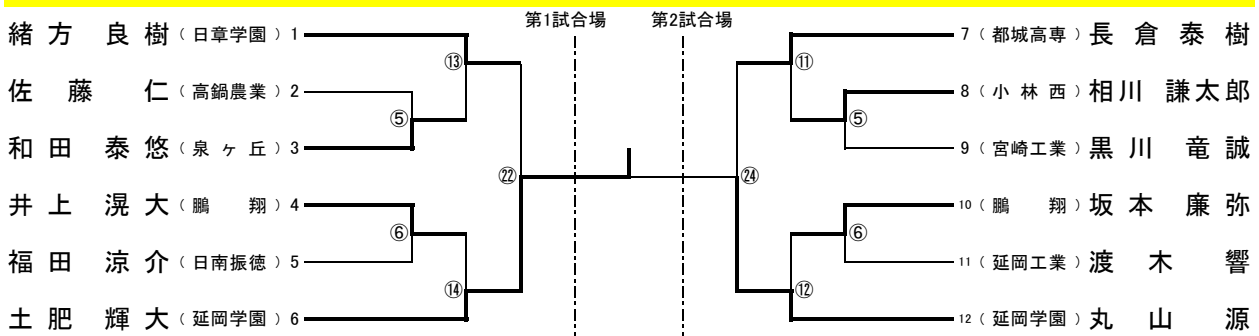 第1試合場 第2試合場
緒方 良樹 (日章学園) 1
佐藤 仁 (高鍋農業) 2
和田 泰悠 (泉ヶ丘) 3
井上 滉大 (鵬 翔) 4
福田 涼介 (日南振徳) 5
土肥 輝大 (延岡学園) 6
⑬
⑤
㉒
⑥
⑭
⑪
⑤
㉔
⑥
⑫
7 (都城高専) 長倉泰樹
8 (小林西) 相川 謙太郎
9 (宮崎工業) 黒川 竜誠
10 (鵬 翔) 坂本 廉弥
11 (延岡工業) 渡木 響
12 (延岡学園) 丸山 源